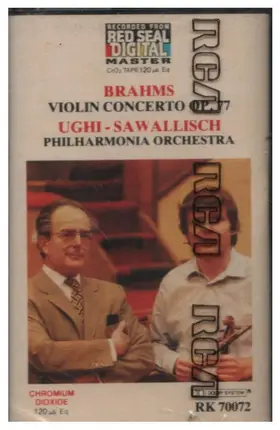 RECORDED FROM
RED SEAL
DIGITAL
MASTER
CrO₂ TAPE 120 µs Eq
BRAHMS
VIOLIN CONCERTO OP. 77
UGHI - SAWALLISCH
PHILHARMONIA ORCHESTRA
RCA
RCA
RCA
CHROMIUM
DIOXIDE
120 µs Eq
SYSTEM
RK 70072